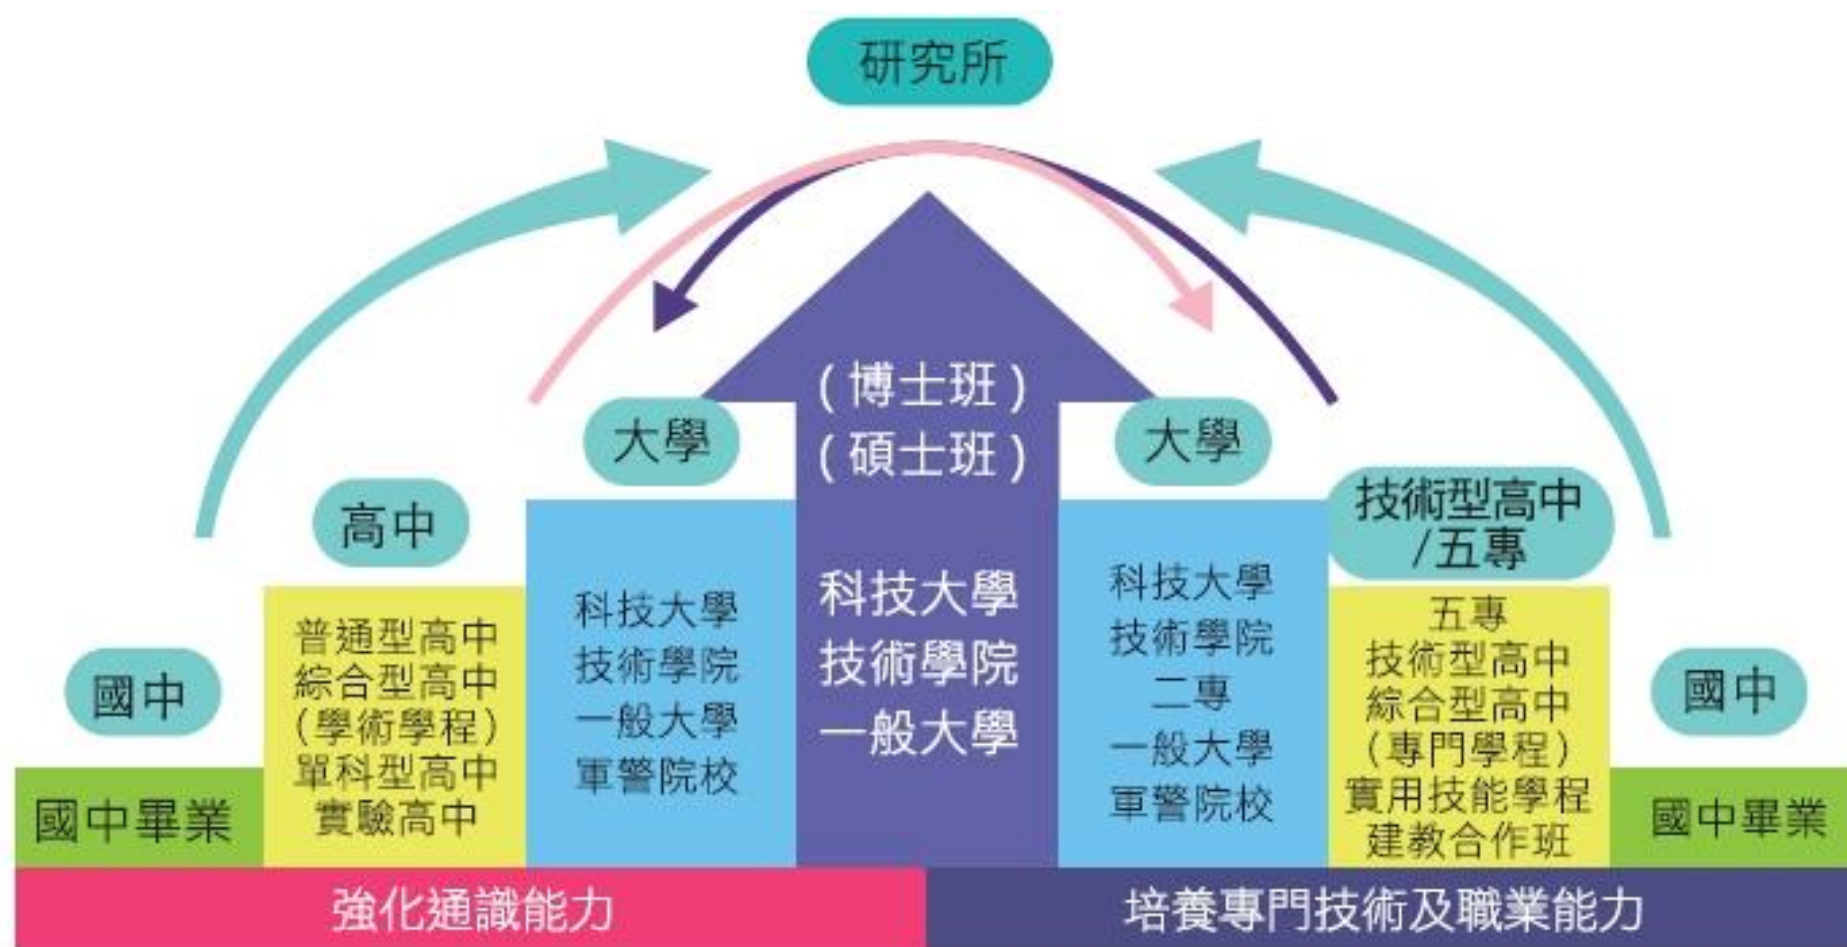 研究所
(博士班)
(碩士班)
科技大學
技術學院
一般大學
大學
科技大學
技術學院
一般大學
軍警院校
高中
普通型高中
綜合型高中
(學術學程)
單科型高中
實驗高中
國中
國中畢業
大學
科技大學
技術學院
二專
一般大學
軍警院校
技術型高中
/五專
五專
技術型高中
綜合型高中
(專門學程)
實用技能學程
建教合作班
國中
國中畢業
強化通識能力
培養專門技術及職業能力